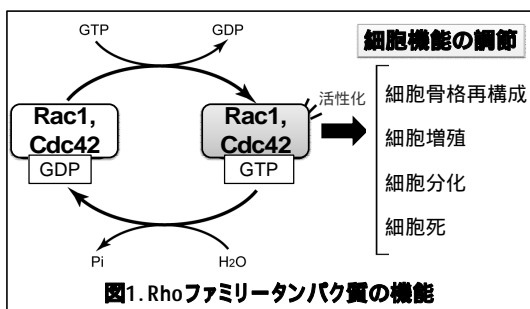 GTP
GDP
細胞機能の調節
Rac1,
Cdc42
GDP
Rac1,
Cdc42
GTP
活性化
細胞骨格再構成
細胞増殖
細胞分化
細胞死
Pi
H2O
図1.Rhoファミリータンパク質の機能